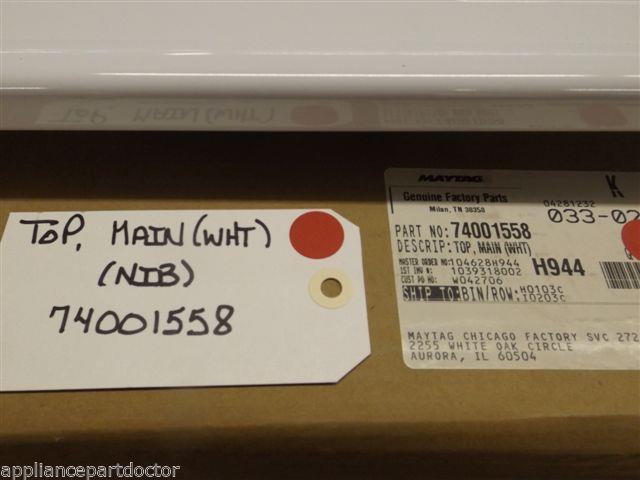 TOP, MAIN (WHT)
(NIB)
74001558
MAYTAG
Genuine Factory Parts
Milan, TN 38358
K
04281232
033-02
PART NO: 74001558
DESCRIP: TOP, MAIN (WHT)
MASTER ORDER NO: 104628H944
1ST INV #: 1039318002
CUST PO NO: W042706
H944
SHIP TO: BIN/ROW: H0103C
I0203C
MAYTAG CHICAGO FACTORY SVC 272
2255 WHITE OAK CIRCLE
AURORA, IL 60504
eBay
appliancepartdoctor